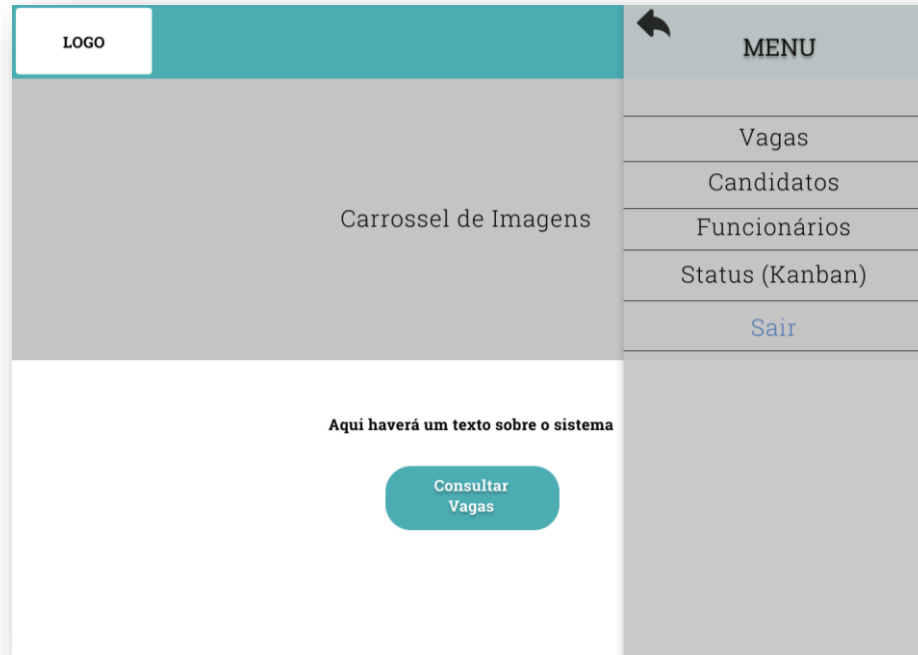 LOGO
MENU
Vagas
Candidatos
Funcionários
Status (Kanban)
Sair
Carrossel de Imagens
Aqui haverá um texto sobre o sistema
Consultar
Vagas